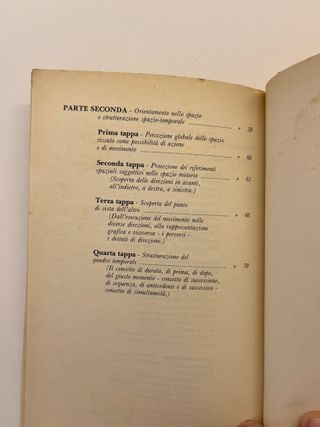 PARTE SECONDA - Orientamento nello spazio
e strutturazione spazio-temporale ............ » 58
Prima tappa - Percezione globale dello spazio
vissuto come possibilità di azione
e di movimento ............ » 60
Seconda tappa - Proiezione dei riferimenti
spaziali soggettivi nello spazio motorio ............ » 61
(Scoperta delle direzioni in avanti,
all'indietro, a destra, a sinistra.)
Terza tappa - Scoperta del punto
di vista dell'altro ............ » 66
(Dall'esecuzione del movimento nelle
diverse direzioni, alla rappresentazione
grafica e viceversa - i percorsi -
i dettati di direzione.)
Quarta tappa - Strutturazione del
quadro temporale ............ » 78
(Il concetto di durata, di prima, di dopo,
del giusto momento - concetto di successione,
di sequenza, di antecedente e di succession -
concetto di simultaneità.)